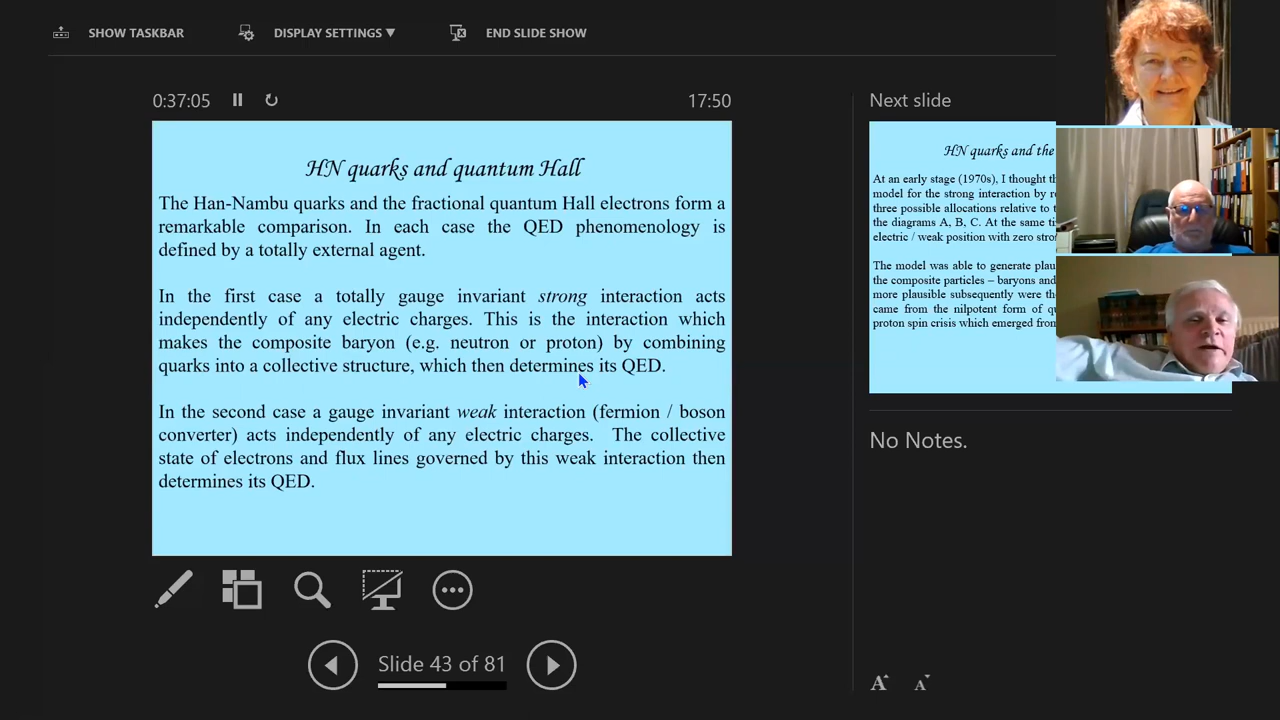 SHOW TASKBAR
DISPLAY SETTINGS ▼
END SLIDE SHOW
0:37:05
17:50
HN quarks and quantum Hall
The Han-Nambu quarks and the fractional quantum Hall electrons form a
remarkable comparison. In each case the QED phenomenology is
defined by a totally external agent.
In the first case a totally gauge invariant strong interaction acts
independently of any electric charges. This is the interaction which
makes the composite baryon (e.g. neutron or proton) by combining
quarks into a collective structure, which then determines its QED.
In the second case a gauge invariant weak interaction (fermion / boson
converter) acts independently of any electric charges. The collective
state of electrons and flux lines governed by this weak interaction then
determines its QED.
Slide 43 of 81
Next slide
HN quarks and the
At an early stage (1970s), I thought th
model for the strong interaction by re
three possible allocations relative to t
the diagrams A, B, C. At the same ti
electric / weak position with zero stro
The model was able to generate plau
the composite particles – baryons and
more plausible subsequently were the
came from the nilpotent form of qu
proton spin crisis which emerged from
No Notes.
A A